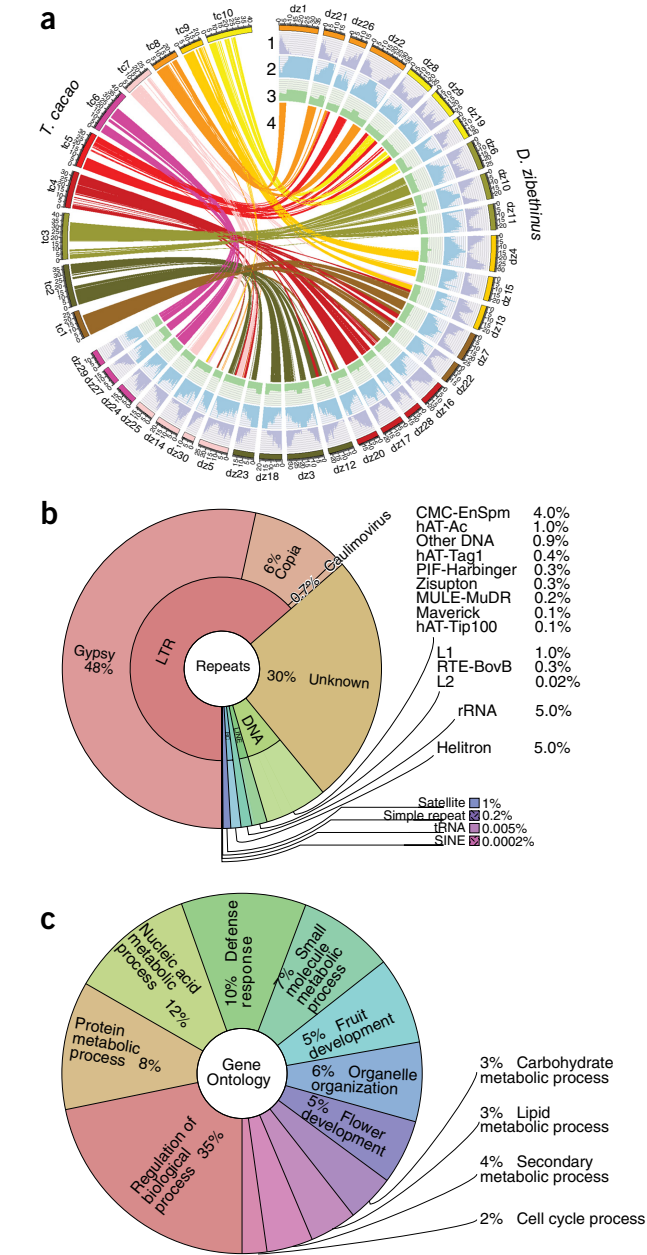 a
T. cacao
tc10
tc9
tc8
tc7
tc6
tc5
tc4
tc3
tc2
tc1
1
2
3
4
dz1
dz21
dz26
dz2
dz8
dz9
dz19
dz6
dz10
dz11
dz4
dz15
dz13
dz7
dz22
dz16
dz28
dz17
dz20
dz12
dz3
dz18
dz23
dz5
dz30
dz14
dz25
dz24
dz27
dz29
D. zibethinus
b
Repeats
LTR
Gypsy
48%
6%
Copia
0.7% Caulimovirus
30% Unknown
DNA
CMC-EnSpm 4.0%
hAT-Ac 1.0%
Other DNA 0.9%
hAT-Tag1 0.4%
PIF-Harbinger 0.3%
Zisupton 0.3%
MULE-MuDR 0.2%
Maverick 0.1%
hAT-Tip100 0.1%
L1 1.0%
RTE-BovB 0.3%
L2 0.02%
rRNA 5.0%
Helitron 5.0%
Satellite 1%
Simple repeat 0.2%
tRNA 0.005%
SINE 0.0002%
c
Gene
Ontology
Regulation of
biological
process 35%
Protein
metabolic
process 8%
Nucleic acid
metabolic
process 12%
10% Defense
response
7% Small
molecule
metabolic
process
5% Fruit
development
6% Organelle
organization
5% Flower
development
3% Carbohydrate
metabolic process
3% Lipid
metabolic process
4% Secondary
metabolic process
2% Cell cycle process